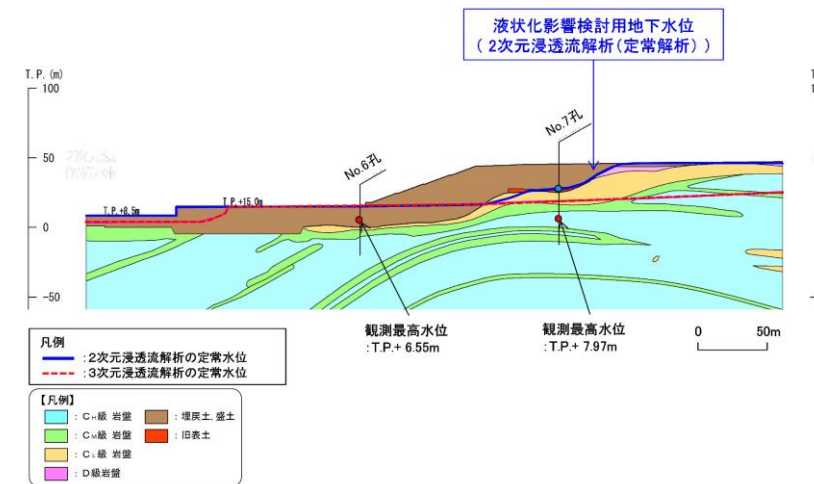 液状化影響検討用地下水位
( 2次元浸透流解析(定常解析) )
T.P. (m)
100
50
0
-50
No.6孔
No.7孔
T.P.+8.5m
T.P.+15.0m
観測最高水位
:T.P.+ 6.55m
観測最高水位
:T.P.+ 7.97m
0 50m
凡例
:2次元浸透流解析の定常水位
:3次元浸透流解析の定常水位
【凡例】
: CH級 岩盤
: 埋戻土, 盛土
: CM級 岩盤
: 旧表土
: CL級 岩盤
: D級岩盤